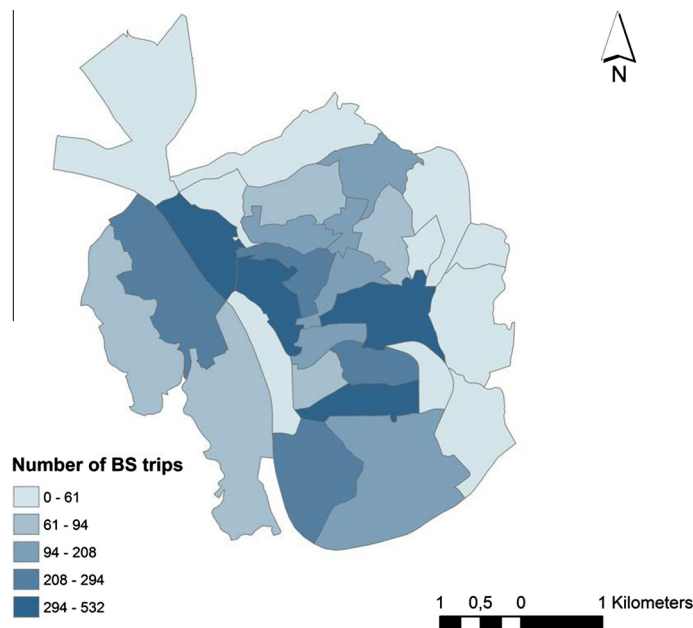 N
Number of BS trips
0 - 61
61 - 94
94 - 208
208 - 294
294 - 532
1 0,5 0 1 Kilometers